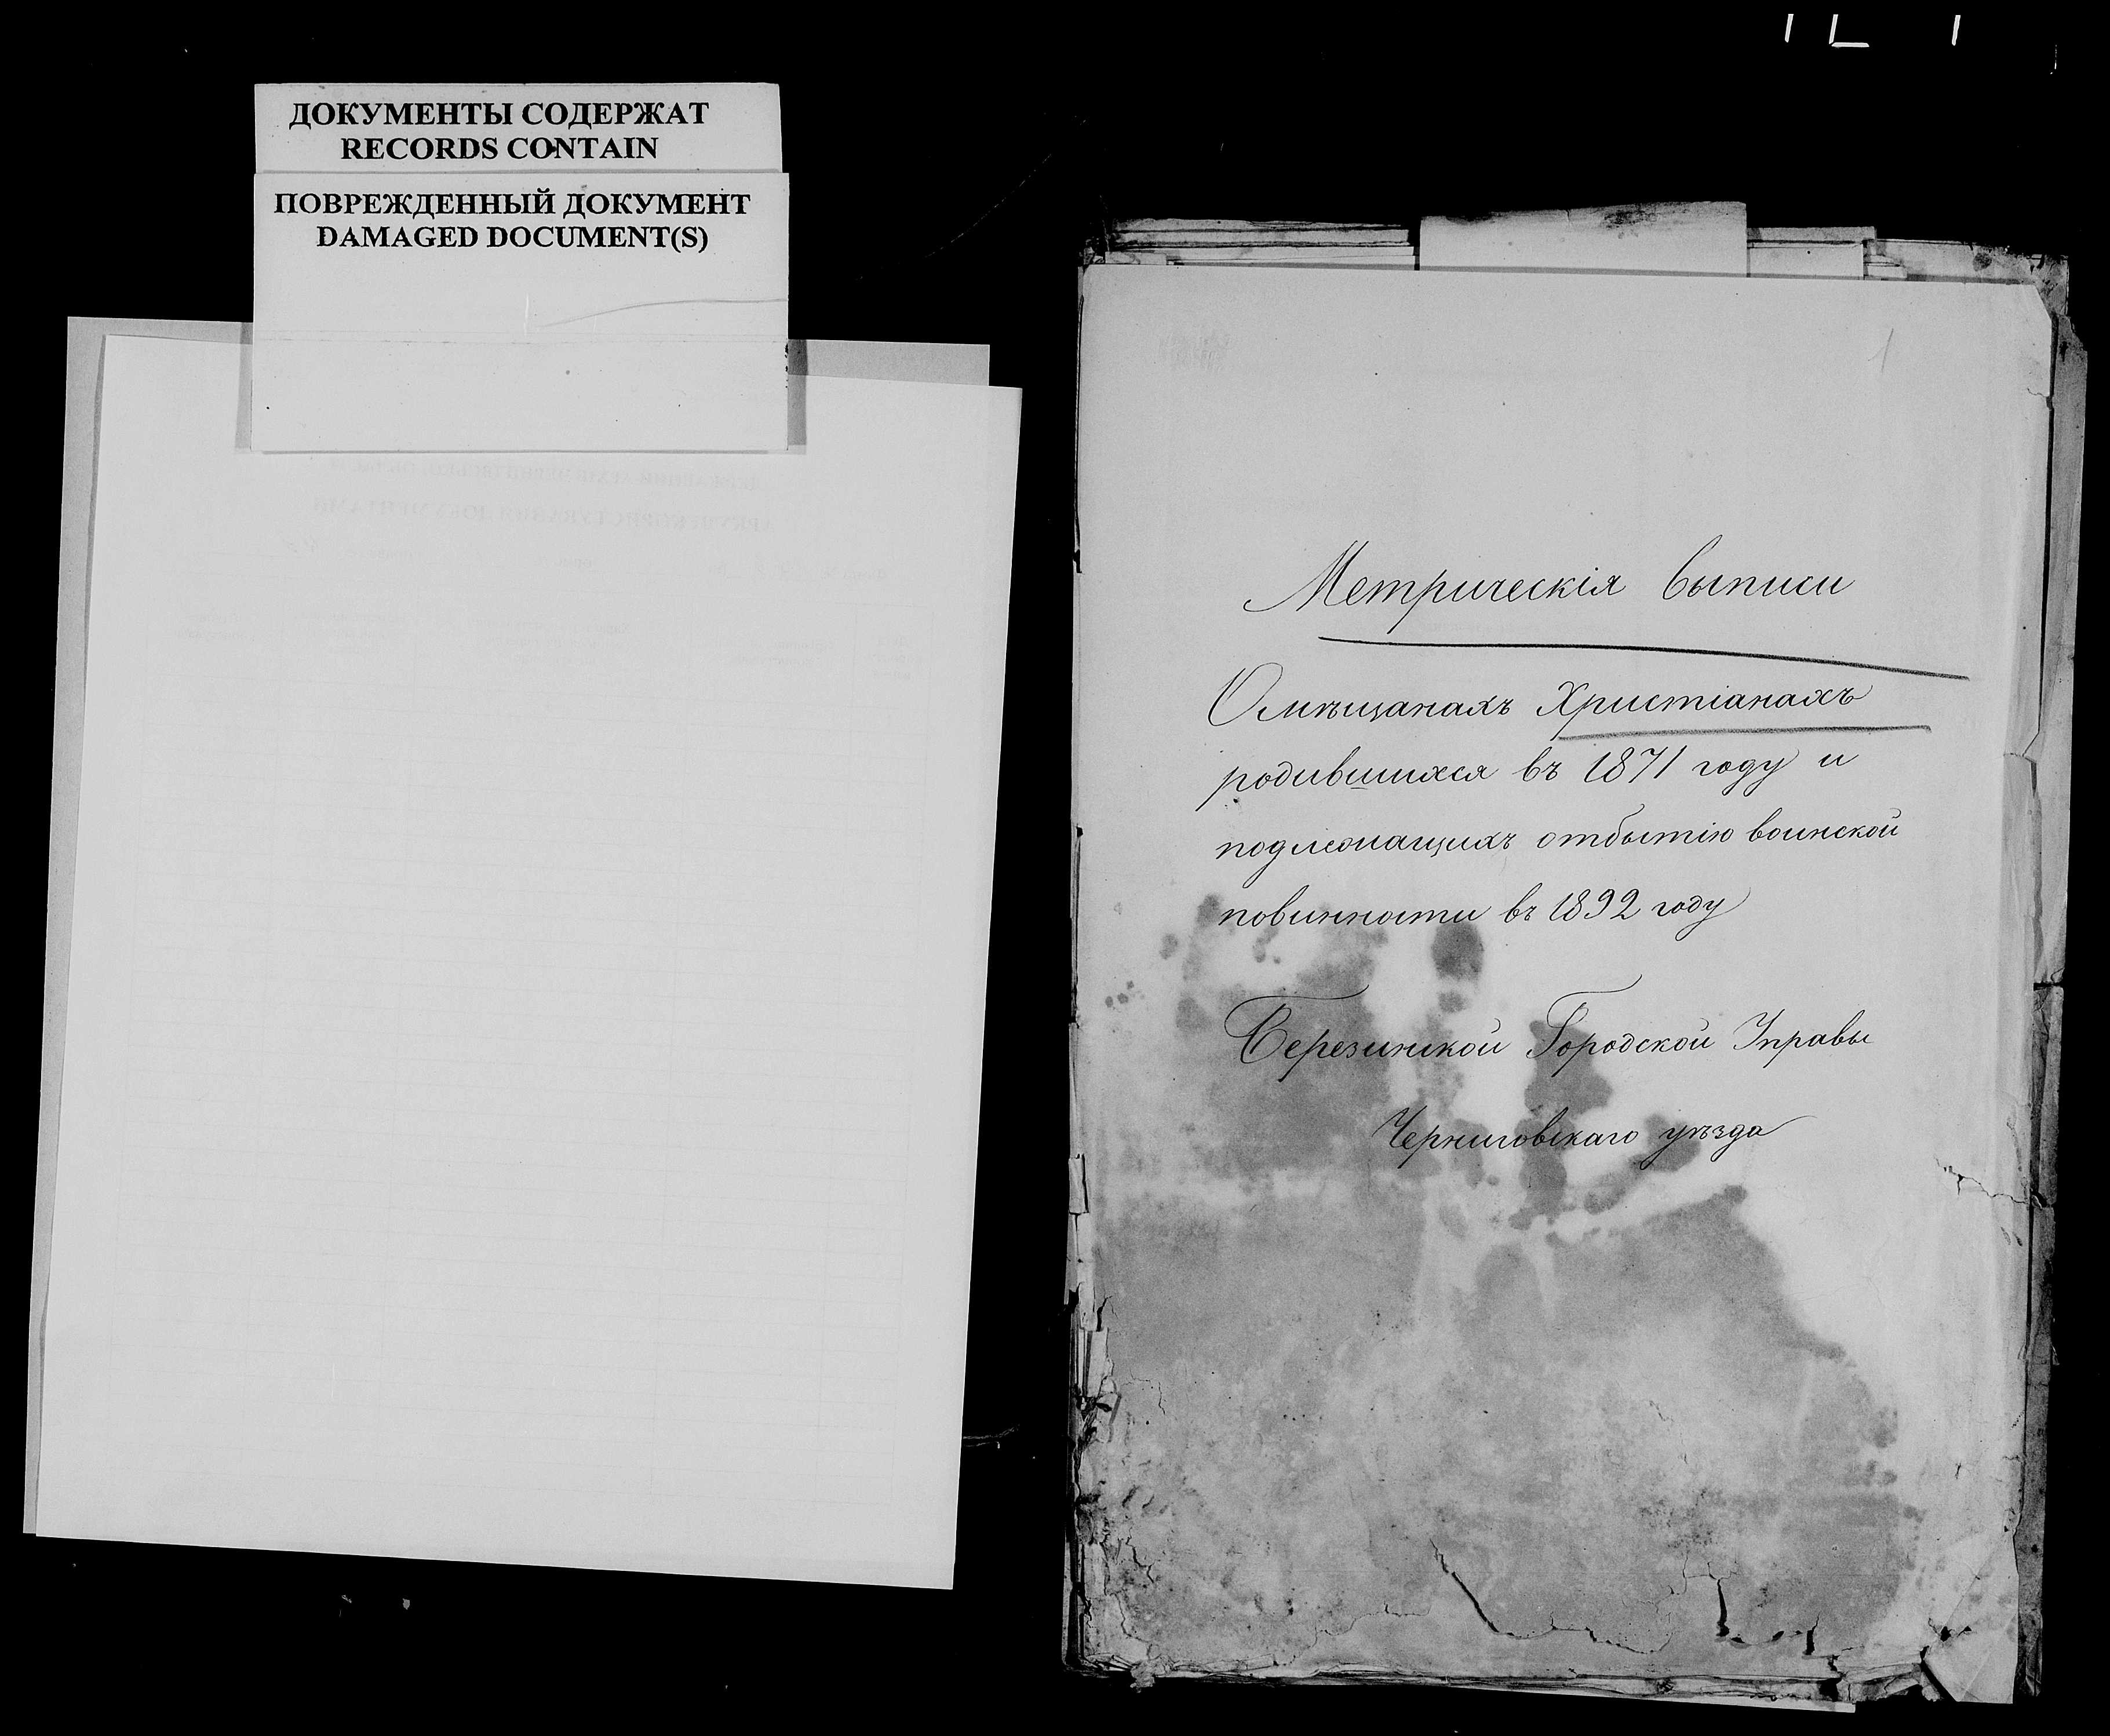 ДОКУМЕНТЫ СОДЕРЖАТ
RECORDS CONTAIN
ПОВРЕЖДЕННЫЙ ДОКУМЕНТ
DAMAGED DOCUMENT(S)
1
Метрическія выписи
О мѣщанахъ Христіанахъ
родившихся въ 1871 году и
подлежащихъ отбытію воинской
повинности въ 1892 году
Березинской Городской Управы
Черниговскаго уѣзда